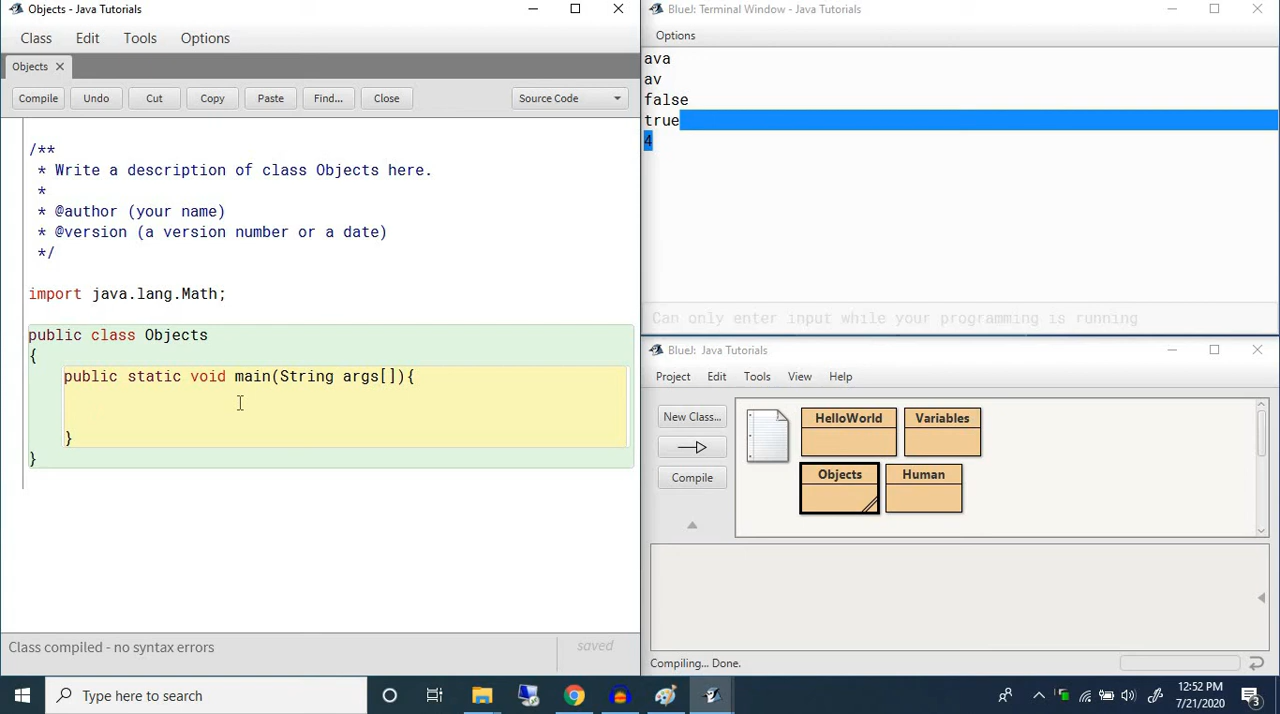 Objects - Java Tutorials
Class Edit Tools Options
Objects
Compile Undo Cut Copy Paste Find... Close Source Code
/**
* Write a description of class Objects here.
*
* @author (your name)
* @version (a version number or a date)
*/
import java.lang.Math;
public class Objects
{
public static void main(String args[]){
}
}
Class compiled - no syntax errors
saved
BlueJ: Terminal Window - Java Tutorials
Options
ava
av
false
true
4
Can only enter input while your programming is running
BlueJ: Java Tutorials
Project Edit Tools View Help
New Class...
Compile
HelloWorld Variables
Objects Human
Compiling... Done.
Type here to search
12:52 PM
7/21/2020
3